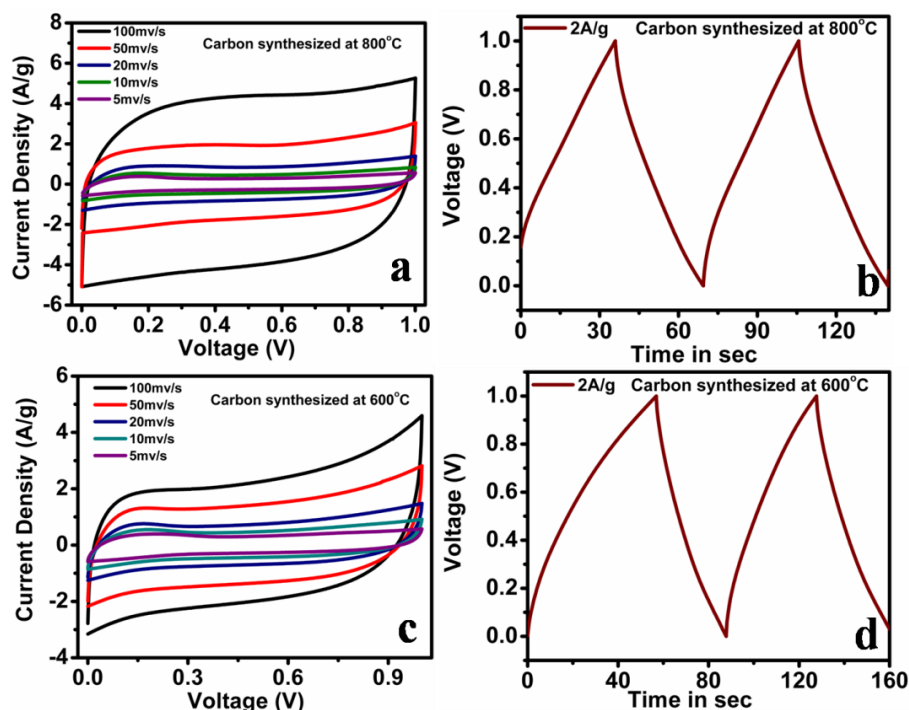 100mv/s
50mv/s
20mv/s
10mv/s
5mv/s
Carbon synthesized at 800°C
6
4
2
0
-2
-4
-6
Current Density (A/g)
0.0 0.2 0.4 0.6 0.8 1.0
Voltage (V)
a
2A/g Carbon synthesized at 800°C
1.0
0.8
0.6
0.4
0.2
0.0
Voltage (V)
0 30 60 90 120
Time in sec
b
100mv/s
50mv/s
20mv/s
10mv/s
5mv/s
Carbon synthesized at 600°C
6
4
2
0
-2
-4
Current Density (A/g)
0.0 0.3 0.6 0.9
Voltage (V)
c
2A/g Carbon synthesized at 600°C
1.0
0.8
0.6
0.4
0.2
0.0
Voltage (V)
0 40 80 120 160
Time in sec
d